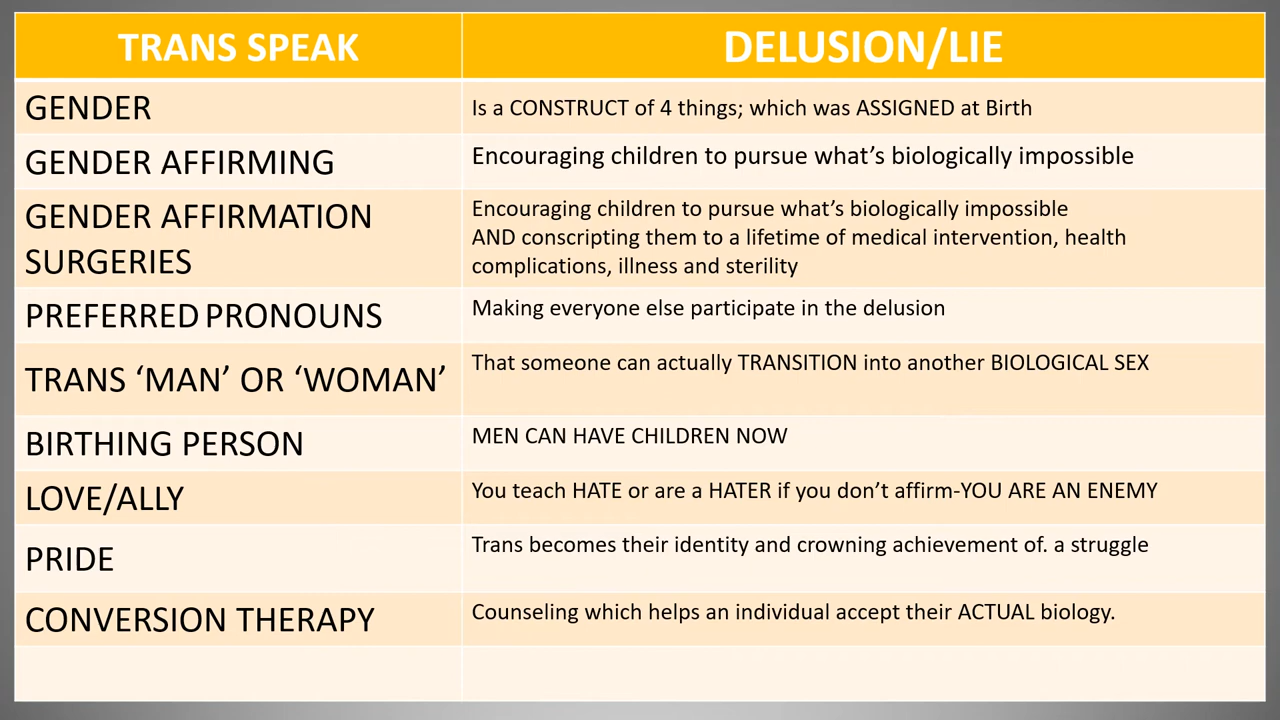 TRANS SPEAK
DELUSION/LIE
GENDER
Is a CONSTRUCT of 4 things; which was ASSIGNED at Birth
GENDER AFFIRMING
Encouraging children to pursue what's biologically impossible
GENDER AFFIRMATION
SURGERIES
Encouraging children to pursue what's biologically impossible
AND conscripting them to a lifetime of medical intervention, health
complications, illness and sterility
PREFERRED PRONOUNS
Making everyone else participate in the delusion
TRANS ‘MAN’ OR ‘WOMAN’
That someone can actually TRANSITION into another BIOLOGICAL SEX
BIRTHING PERSON
MEN CAN HAVE CHILDREN NOW
LOVE/ALLY
You teach HATE or are a HATER if you don't affirm-YOU ARE AN ENEMY
PRIDE
Trans becomes their identity and crowning achievement of. a struggle
CONVERSION THERAPY
Counseling which helps an individual accept their ACTUAL biology.